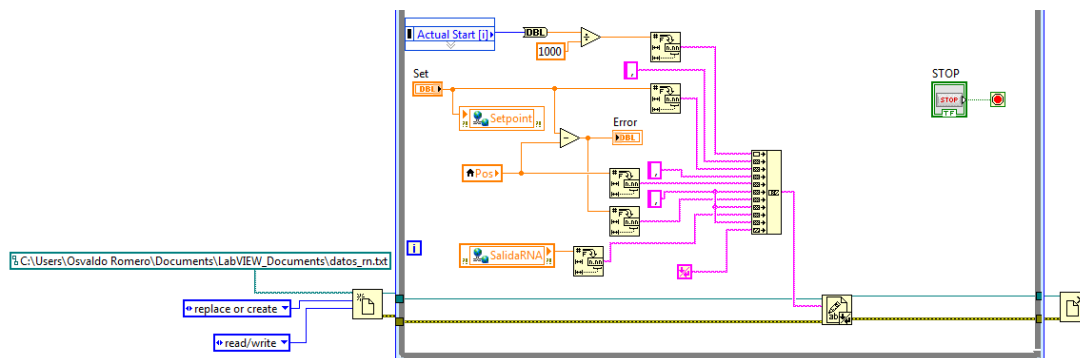 Actual Start [i]
DBL
1000
Set
DBL
Setpoint
,
STOP
STOP
TF
Error
DBL
Pos
,
,
SalidaRNA
i
C:\Users\Osvaldo Romero\Documents\LabVIEW_Documents\datos_rn.txt
replace or create
read/write